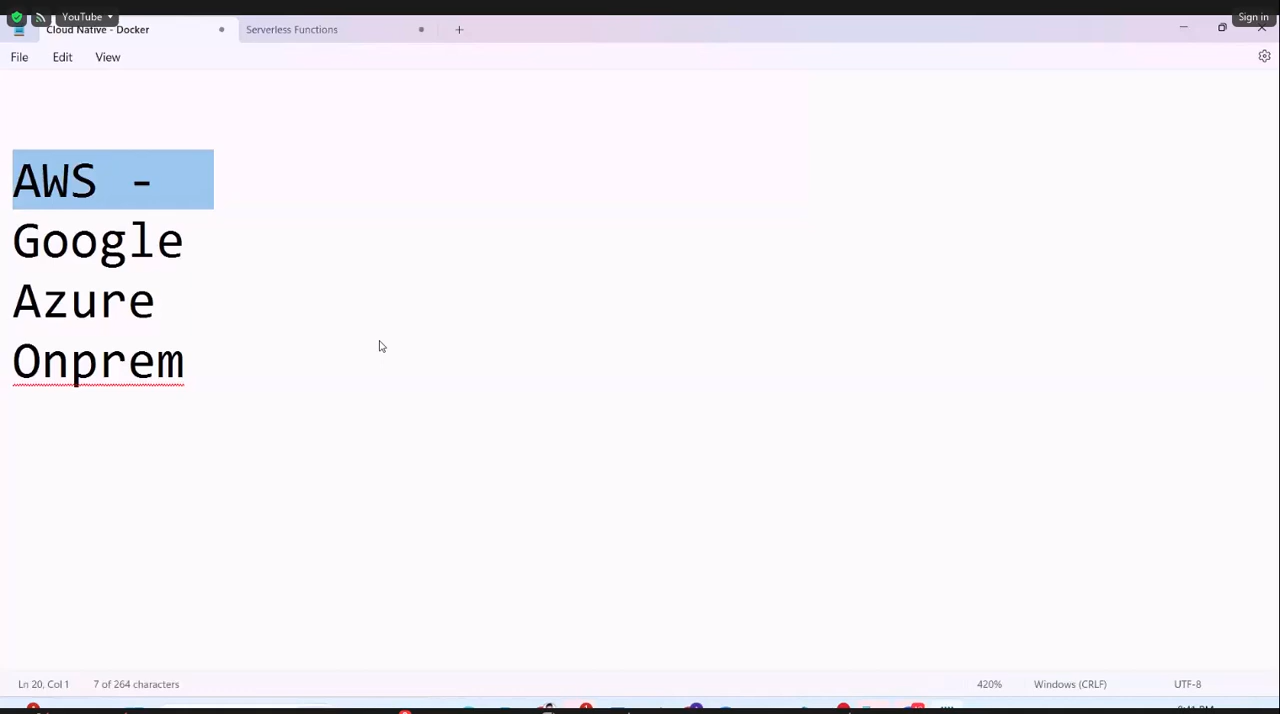 YouTube
Sign in
Cloud Native - Docker
Serverless Functions
File Edit View
AWS -
Google
Azure
Onprem
Ln 20, Col 1
7 of 264 characters
420%
Windows (CRLF)
UTF-8